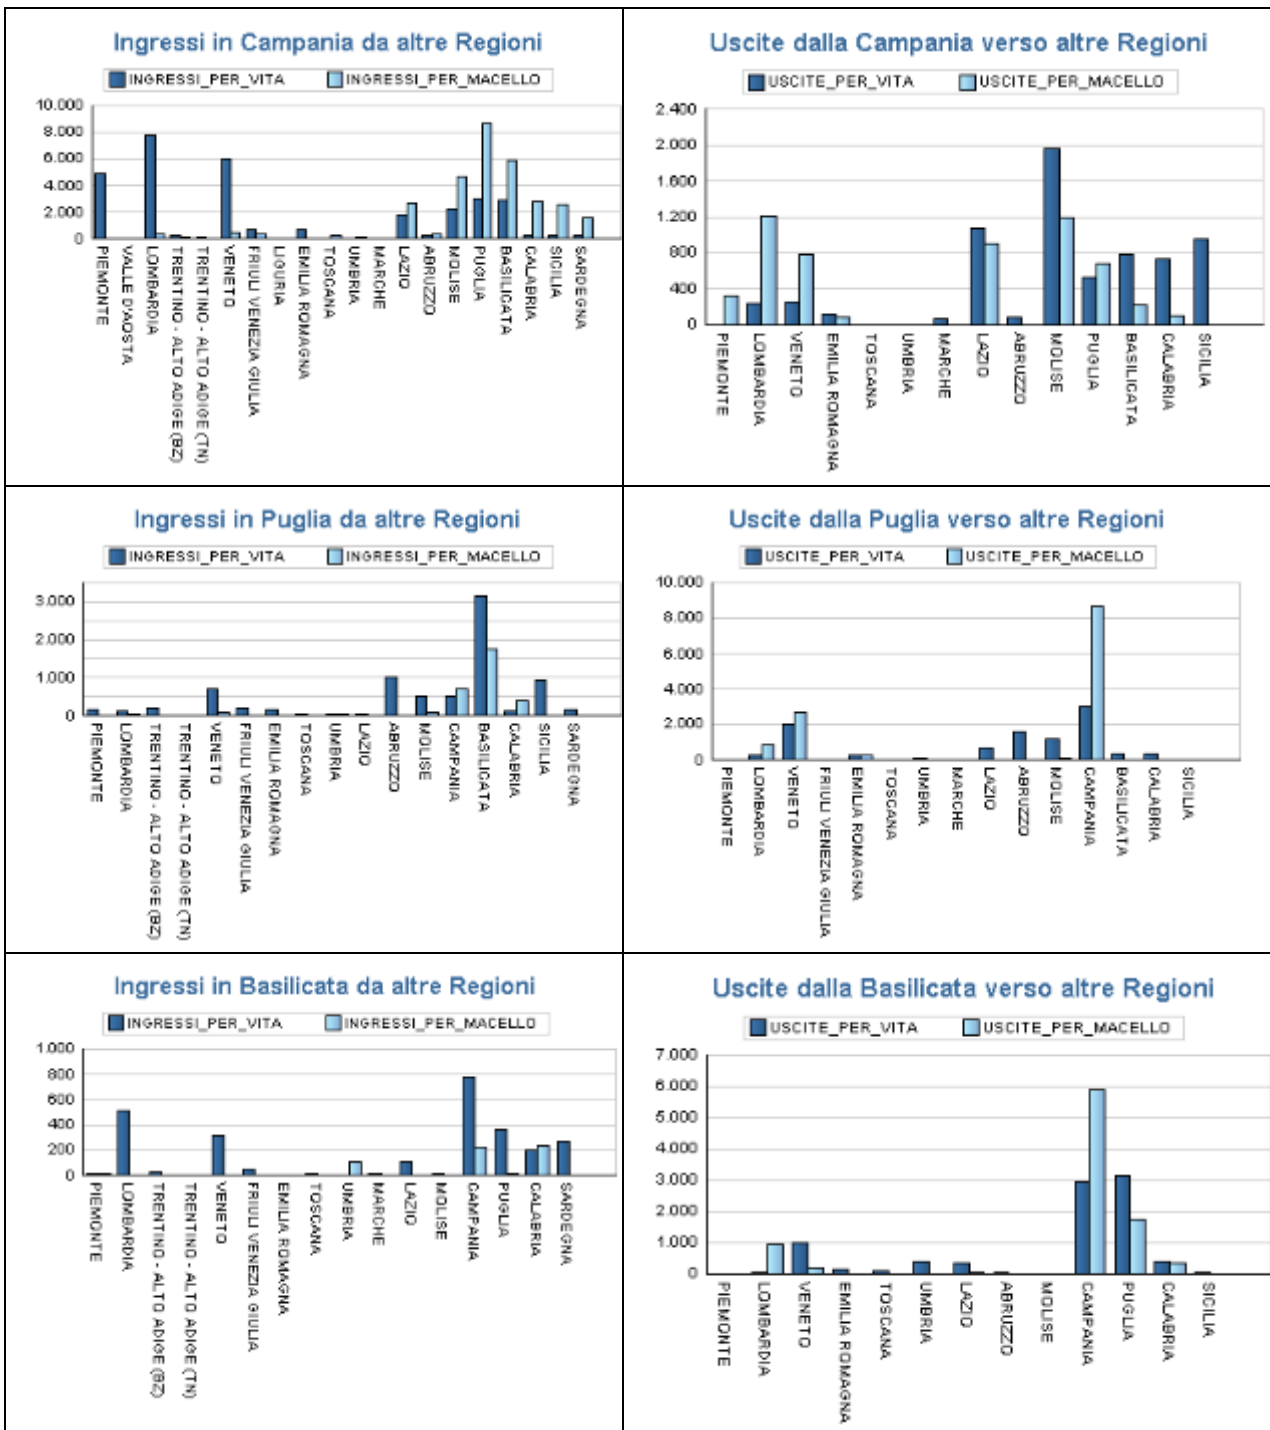 Ingressi in Campania da altre Regioni
INGRESSI_PER_VITA INGRESSI_PER_MACELLO
10.000
8.000
6.000
4.000
2.000
0
PIEMONTE
VALLE D'AOSTA
LOMBARDIA
TRENTINO - ALTO ADIGE (BZ)
TRENTINO - ALTO ADIGE (TN)
VENETO
FRIULI VENEZIA GIULIA
LIGURIA
EMILIA ROMAGNA
TOSCANA
UMBRIA
MARCHE
LAZIO
ABRUZZO
MOLISE
PUGLIA
BASILICATA
CALABRIA
SICILIA
SARDEGNA
Uscite dalla Campania verso altre Regioni
USCITE_PER_VITA USCITE_PER_MACELLO
2.400
2.000
1.600
1.200
800
400
0
PIEMONTE
LOMBARDIA
VENETO
EMILIA ROMAGNA
TOSCANA
UMBRIA
MARCHE
LAZIO
ABRUZZO
MOLISE
PUGLIA
BASILICATA
CALABRIA
SICILIA
Ingressi in Puglia da altre Regioni
INGRESSI_PER_VITA INGRESSI_PER_MACELLO
3.000
2.000
1.000
0
PIEMONTE
LOMBARDIA
TRENTINO - ALTO ADIGE (BZ)
TRENTINO - ALTO ADIGE (TN)
VENETO
FRIULI VENEZIA GIULIA
EMILIA ROMAGNA
TOSCANA
UMBRIA
LAZIO
ABRUZZO
MOLISE
CAMPANIA
BASILICATA
CALABRIA
SICILIA
SARDEGNA
Uscite dalla Puglia verso altre Regioni
USCITE_PER_VITA USCITE_PER_MACELLO
10.000
8.000
6.000
4.000
2.000
0
PIEMONTE
LOMBARDIA
VENETO
FRIULI VENEZIA GIULIA
EMILIA ROMAGNA
TOSCANA
UMBRIA
MARCHE
LAZIO
ABRUZZO
MOLISE
CAMPANIA
BASILICATA
CALABRIA
SICILIA
Ingressi in Basilicata da altre Regioni
INGRESSI_PER_VITA INGRESSI_PER_MACELLO
1.000
800
600
400
200
0
PIEMONTE
LOMBARDIA
TRENTINO - ALTO ADIGE (BZ)
TRENTINO - ALTO ADIGE (TN)
VENETO
FRIULI VENEZIA GIULIA
EMILIA ROMAGNA
TOSCANA
UMBRIA
MARCHE
LAZIO
MOLISE
CAMPANIA
PUGLIA
CALABRIA
SARDEGNA
Uscite dalla Basilicata verso altre Regioni
USCITE_PER_VITA USCITE_PER_MACELLO
7.000
6.000
5.000
4.000
3.000
2.000
1.000
0
PIEMONTE
LOMBARDIA
VENETO
EMILIA ROMAGNA
TOSCANA
UMBRIA
LAZIO
ABRUZZO
MOLISE
CAMPANIA
PUGLIA
CALABRIA
SICILIA